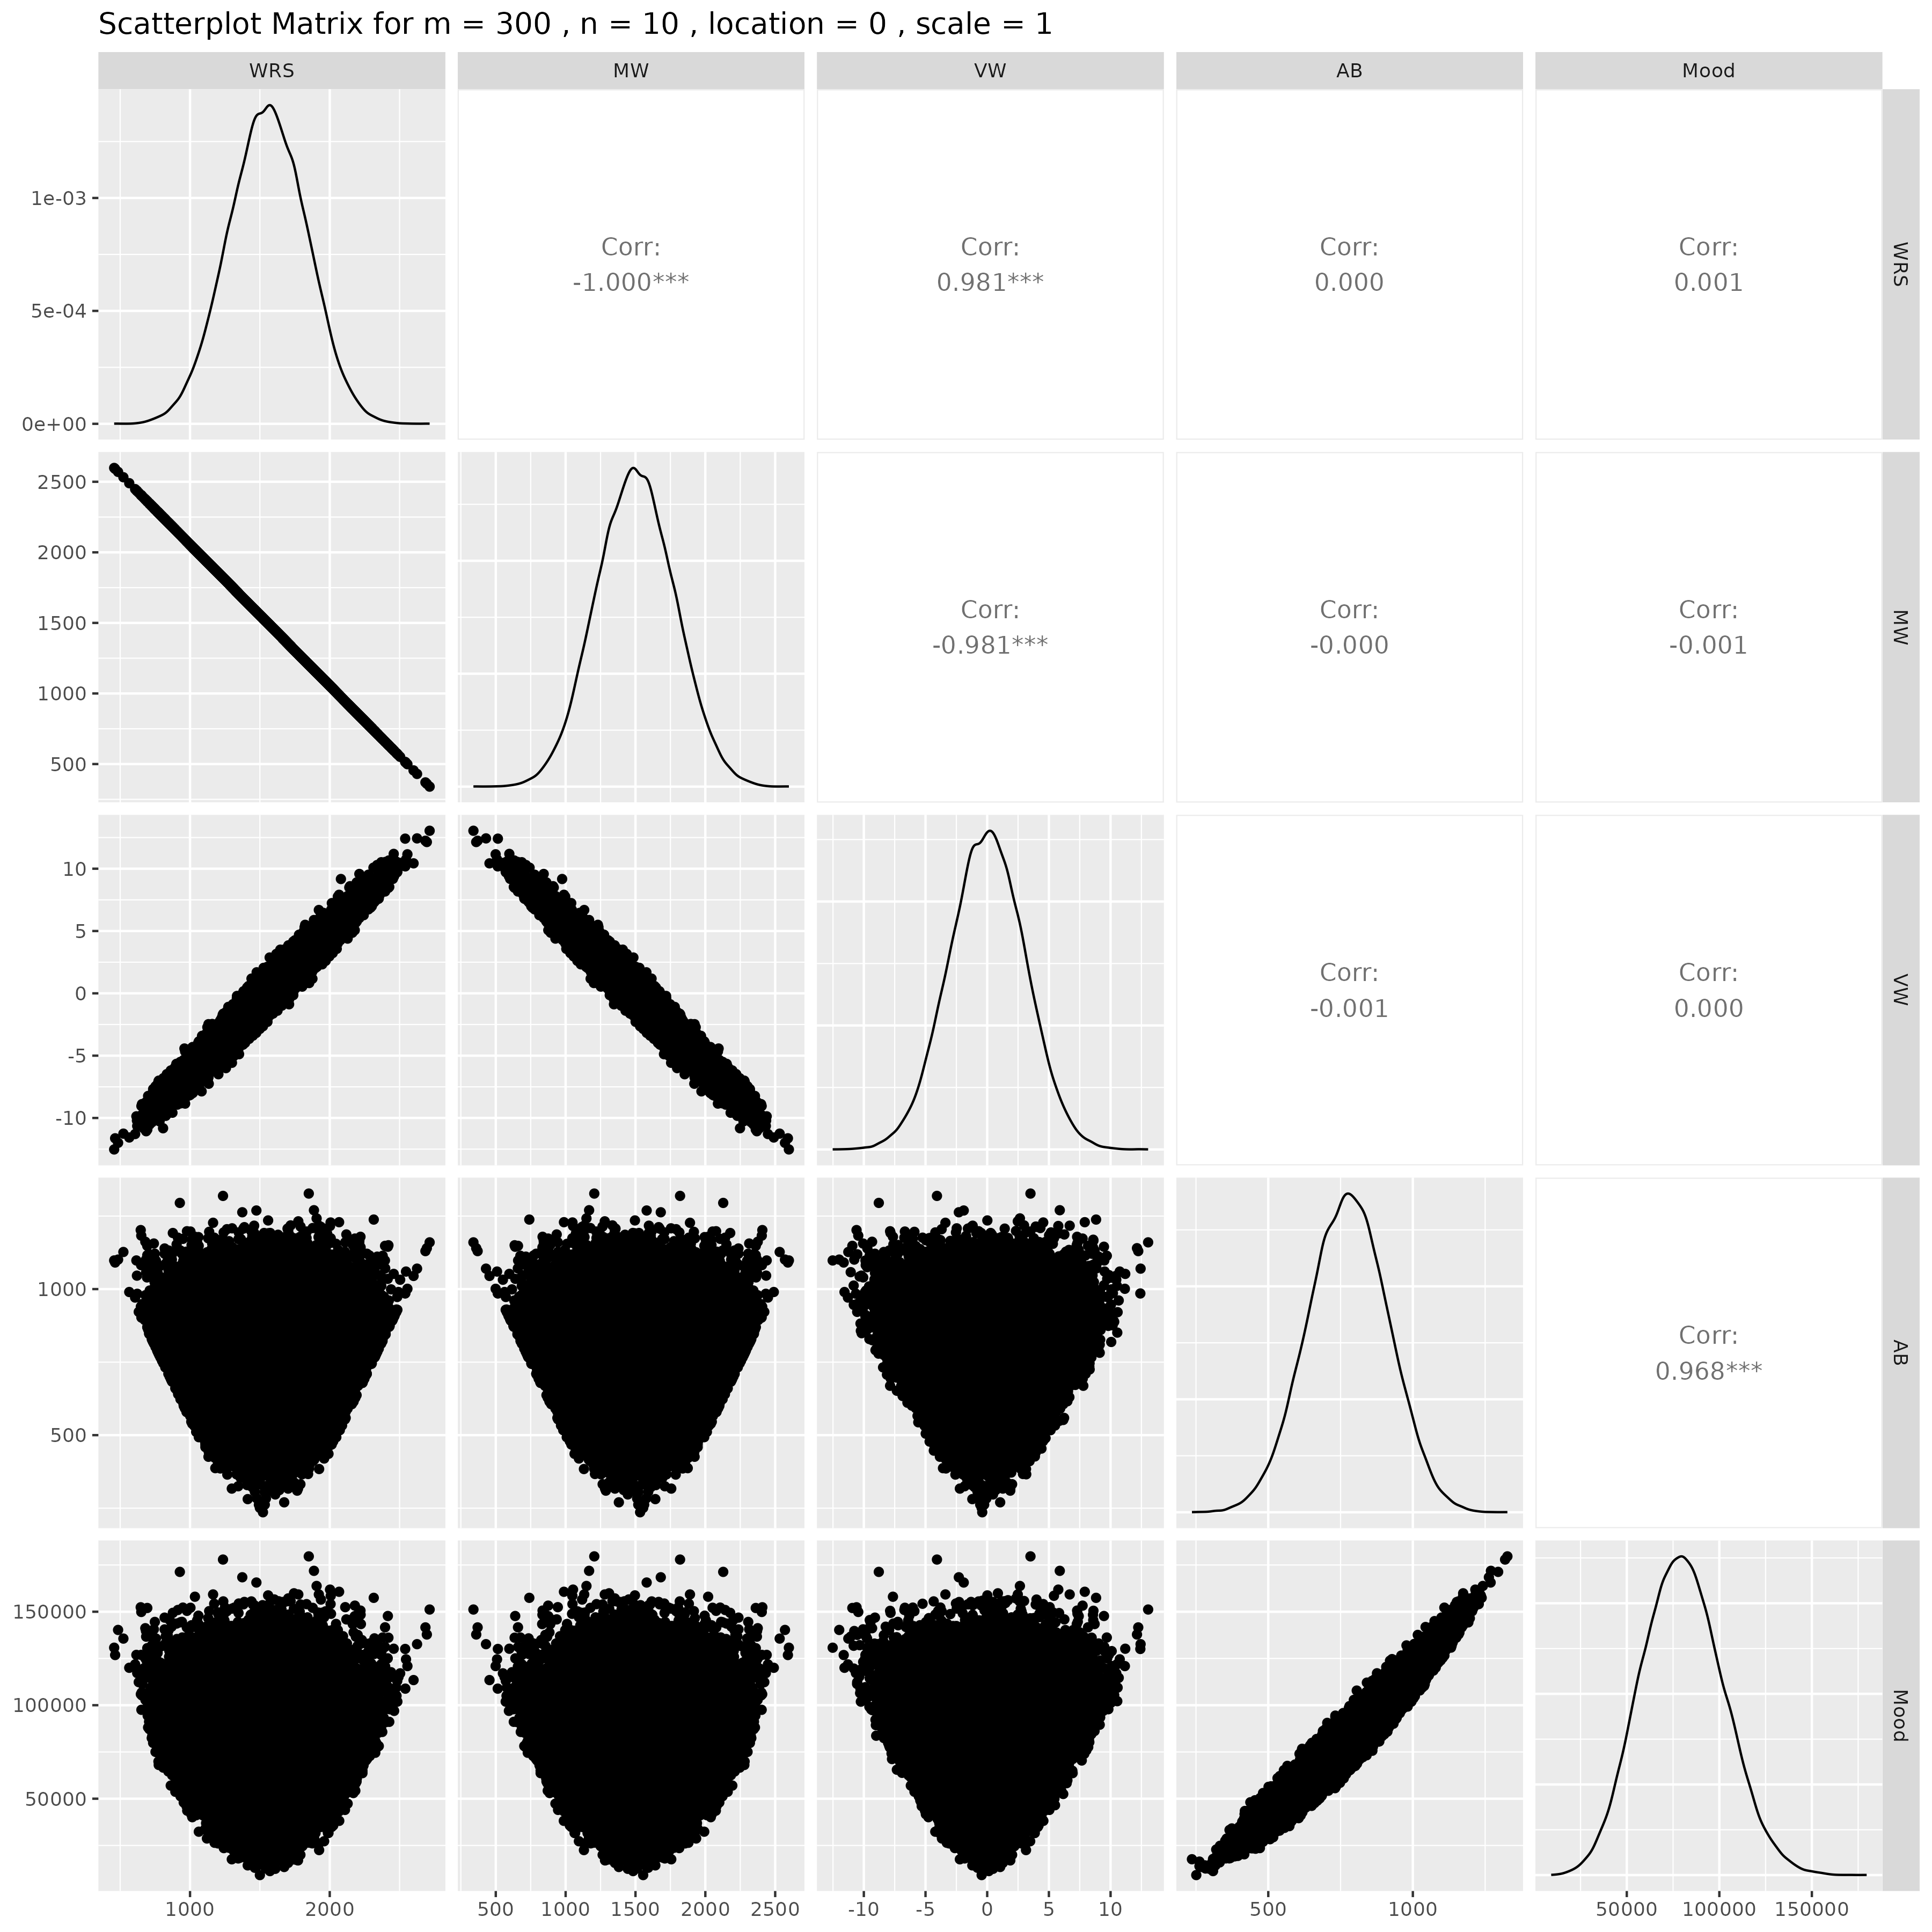 Scatterplot Matrix for m = 300 , n = 10 , location = 0 , scale = 1
WRS MW VW AB Mood
1e-03
5e-04
0e+00
Corr:
-1.000***
Corr:
0.981***
Corr:
0.000
Corr:
0.001
WRS
2500
2000
1500
1000
500
Corr:
-0.981***
Corr:
-0.000
Corr:
-0.001
MW
10
5
0
-5
-10
Corr:
-0.001
Corr:
0.000
VW
1000
500
Corr:
0.968***
AB
150000
100000
50000
Mood
1000 2000 500 1000 1500 2000 2500 -10 -5 0 5 10 500 1000 50000 100000 150000